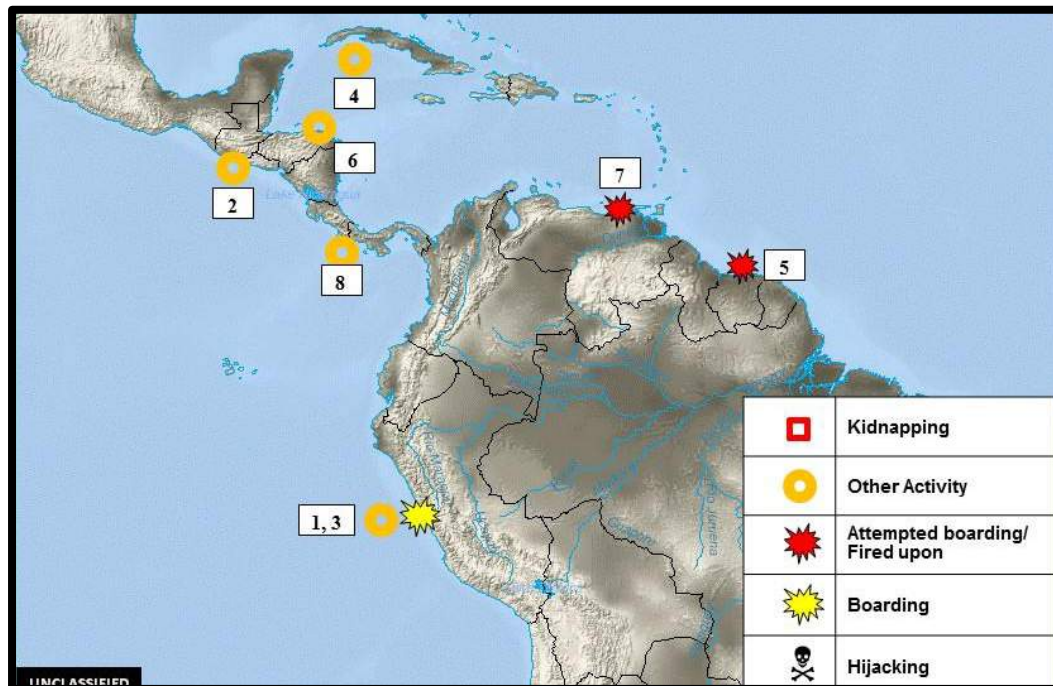 4
6
2
7
8
5
1, 3
Kidnapping
Other Activity
Attempted boarding/
Fired upon
Boarding
Hijacking
UNCLASSIFIED